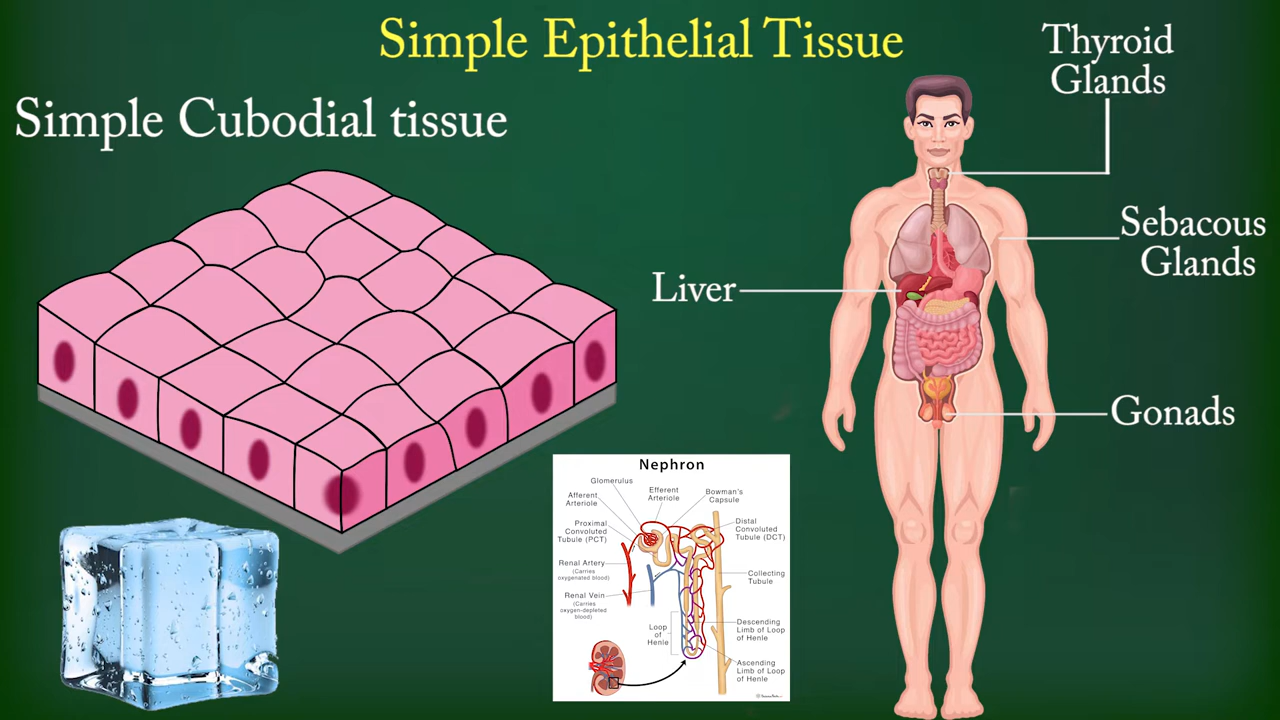 Simple Epithelial Tissue
Simple Cubodial tissue
Thyroid
Glands
Sebacous
Glands
Liver
Gonads
Nephron
Glomerulus
Afferent
Arteriole
Efferent
Arteriole
Bowman's
Capsule
Proximal
Convoluted
Tubule (PCT)
Distal
Convoluted
Tubule (DCT)
Renal Artery
(Carries
oxygenated blood)
Collecting
Tubule
Renal Vein
(Carries
oxygen-depleted
blood)
Loop
of
Henle
Descending
Limb of Loop
of Henle
Ascending
Limb of Loop
of Henle